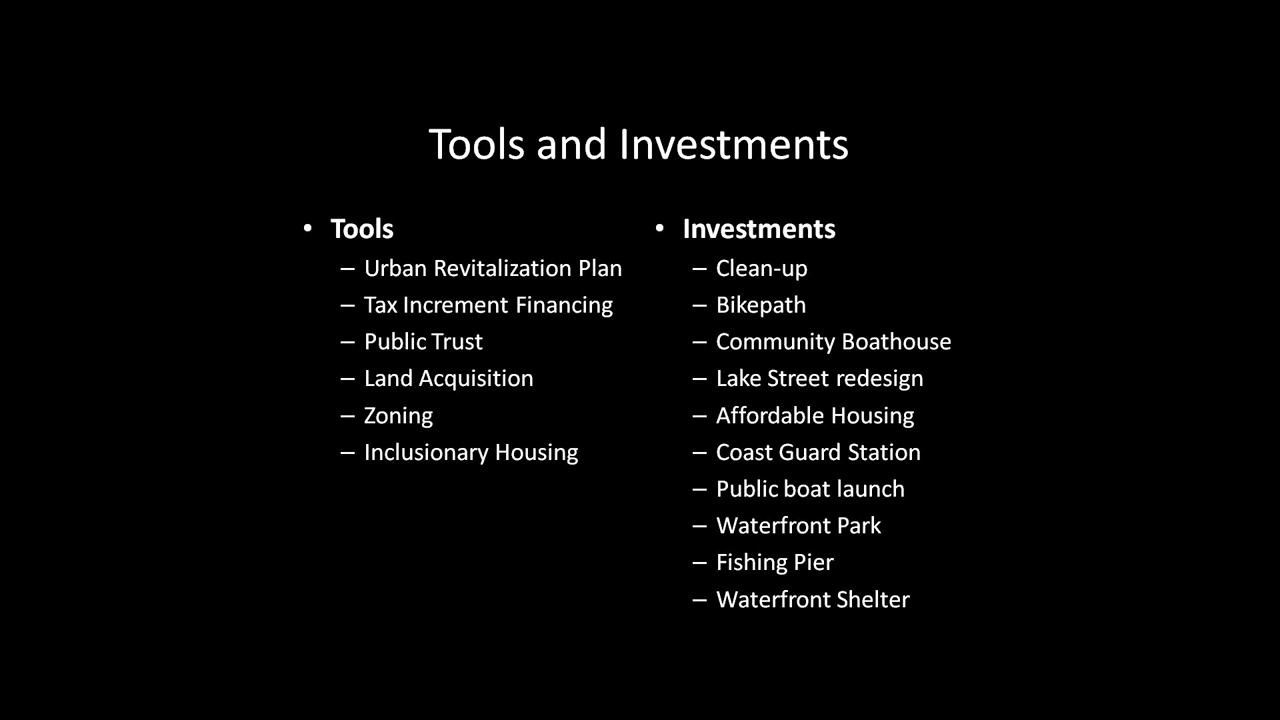 Tools and Investments
• Tools
– Urban Revitalization Plan
– Tax Increment Financing
– Public Trust
– Land Acquisition
– Zoning
– Inclusionary Housing
• Investments
– Clean-up
– Bikepath
– Community Boathouse
– Lake Street redesign
– Affordable Housing
– Coast Guard Station
– Public boat launch
– Waterfront Park
– Fishing Pier
– Waterfront Shelter